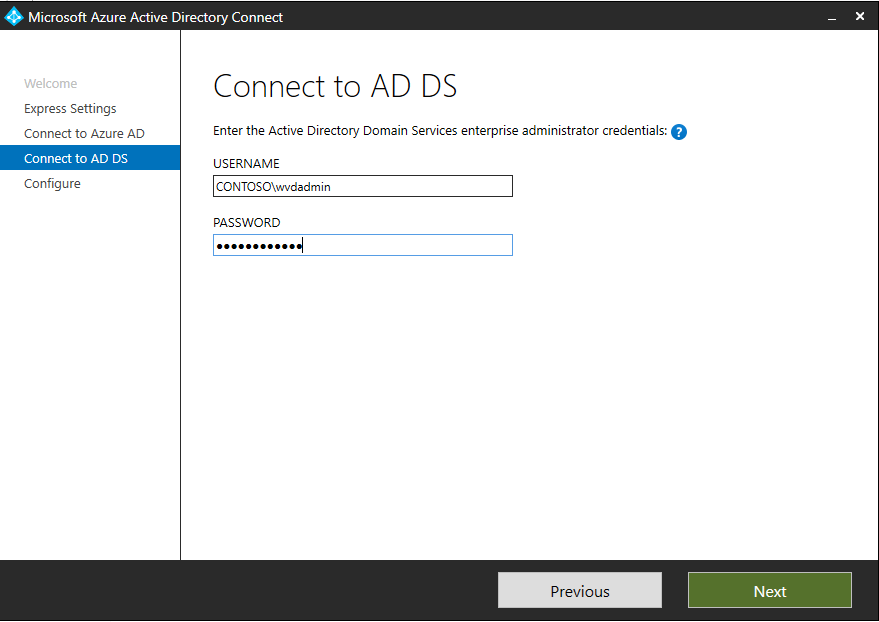 Microsoft Azure Active Directory Connect
Welcome
Express Settings
Connect to Azure AD
Connect to AD DS
Configure
Connect to AD DS
Enter the Active Directory Domain Services enterprise administrator credentials: ?
USERNAME
CONTOSO\wvdadmin
PASSWORD
●●●●●●●●●●●●
Previous
Next